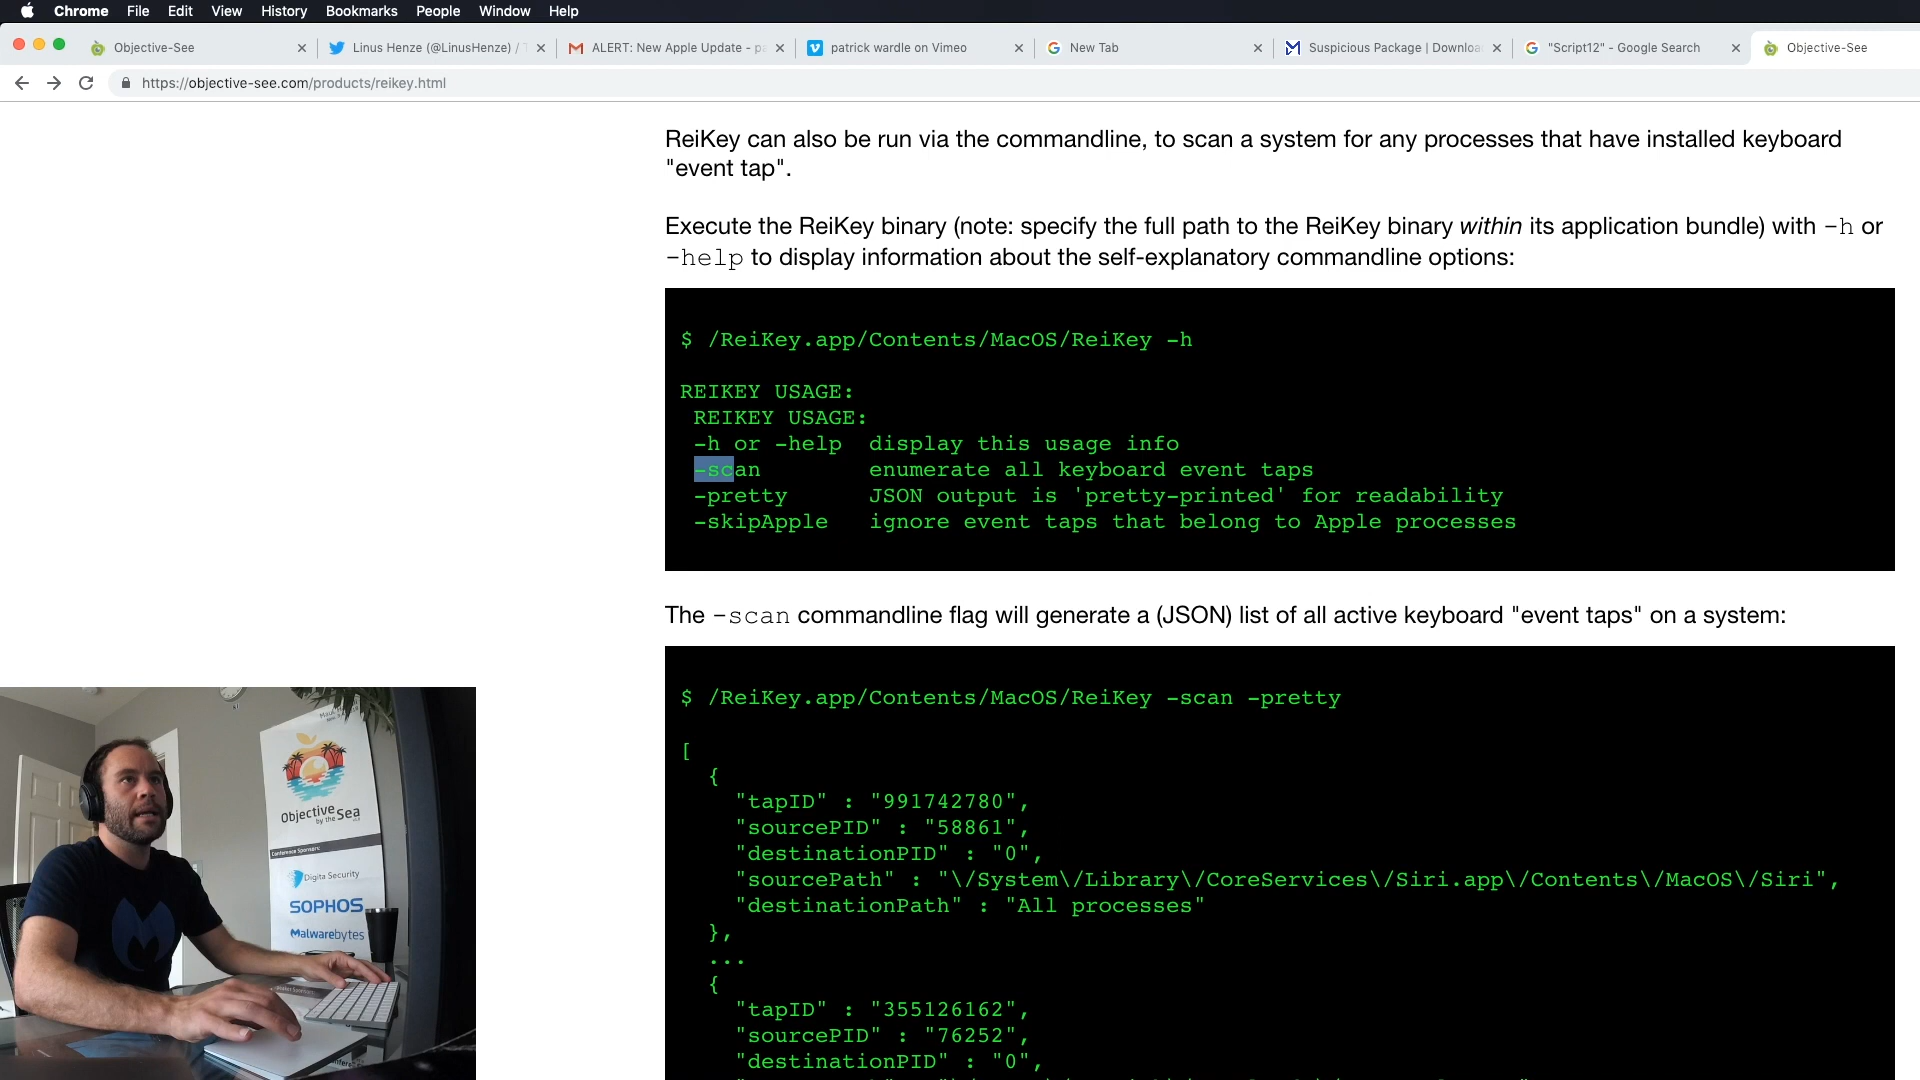 Chrome File Edit View History Bookmarks People Window Help
Objective-See
Linus Henze (@LinusHenze) /
ALERT: New Apple Update - pa
patrick wardle on Vimeo
New Tab
Suspicious Package | Downloa
"Script12" - Google Search
Objective-See
https://objective-see.com/products/reikey.html
ReiKey can also be run via the commandline, to scan a system for any processes that have installed keyboard
"event tap".
Execute the ReiKey binary (note: specify the full path to the ReiKey binary within its application bundle) with -h or
-help to display information about the self-explanatory commandline options:
$ /ReiKey.app/Contents/MacOS/ReiKey -h
REIKEY USAGE:
REIKEY USAGE:
-h or -help display this usage info
-scan enumerate all keyboard event taps
-pretty JSON output is 'pretty-printed' for readability
-skipApple ignore event taps that belong to Apple processes
The -scan commandline flag will generate a (JSON) list of all active keyboard "event taps" on a system:
$ /ReiKey.app/Contents/MacOS/ReiKey -scan -pretty
[
{
"tapID" : "991742780",
"sourcePID" : "58861",
"destinationPID" : "0",
"sourcePath" : "\/System\/Library\/CoreServices\/Siri.app\/Contents\/MacOS\/Siri",
"destinationPath" : "All processes"
},
...
{
"tapID" : "355126162",
"sourcePID" : "76252",
"destinationPID" : "0",
Objective
by the Sea
Conference Sponsors:
Digita Security
SOPHOS
Malwarebytes